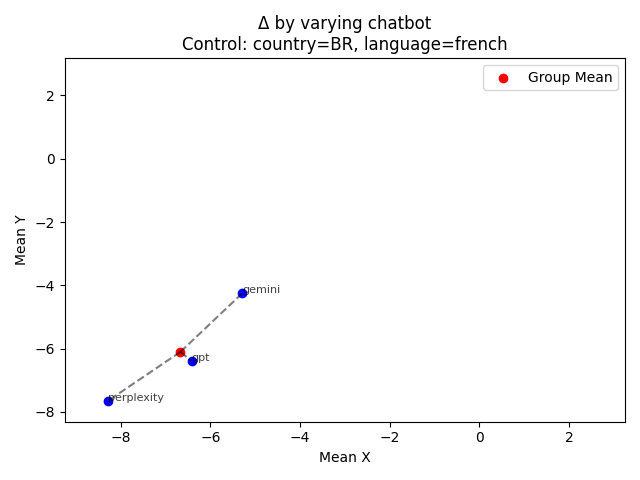 Δ by varying chatbot
Control: country=BR, language=french
Group Mean
Mean Y
2
0
−2
−4
−6
−8
gemini
gpt
perplexity
−8 −6 −4 −2 0 2
Mean X